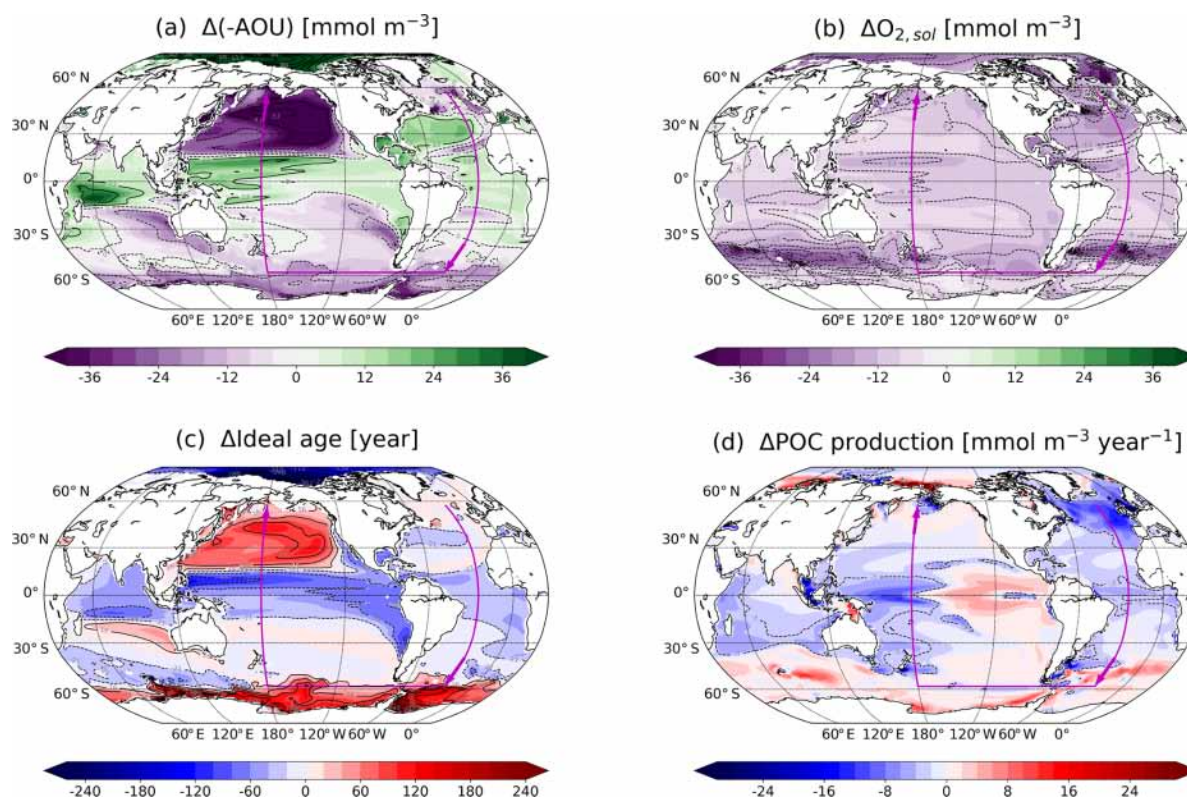 (a) Δ(-AOU) [mmol m⁻³]
60°N
30°N
0°
30°S
60°S
60°E 120°E 180° 120°W 60°W 0°
-36 -24 -12 0 12 24 36
(b) ΔO₂,sol [mmol m⁻³]
60°N
30°N
0°
30°S
60°S
60°E 120°E 180° 120°W 60°W 0°
-36 -24 -12 0 12 24 36
(c) ΔIdeal age [year]
60°N
30°N
0°
30°S
60°S
60°E 120°E 180° 120°W 60°W 0°
-240 -180 -120 -60 0 60 120 180 240
(d) ΔPOC production [mmol m⁻³ year⁻¹]
60°N
30°N
0°
30°S
60°S
60°E 120°E 180° 120°W 60°W 0°
-24 -16 -8 0 8 16 24